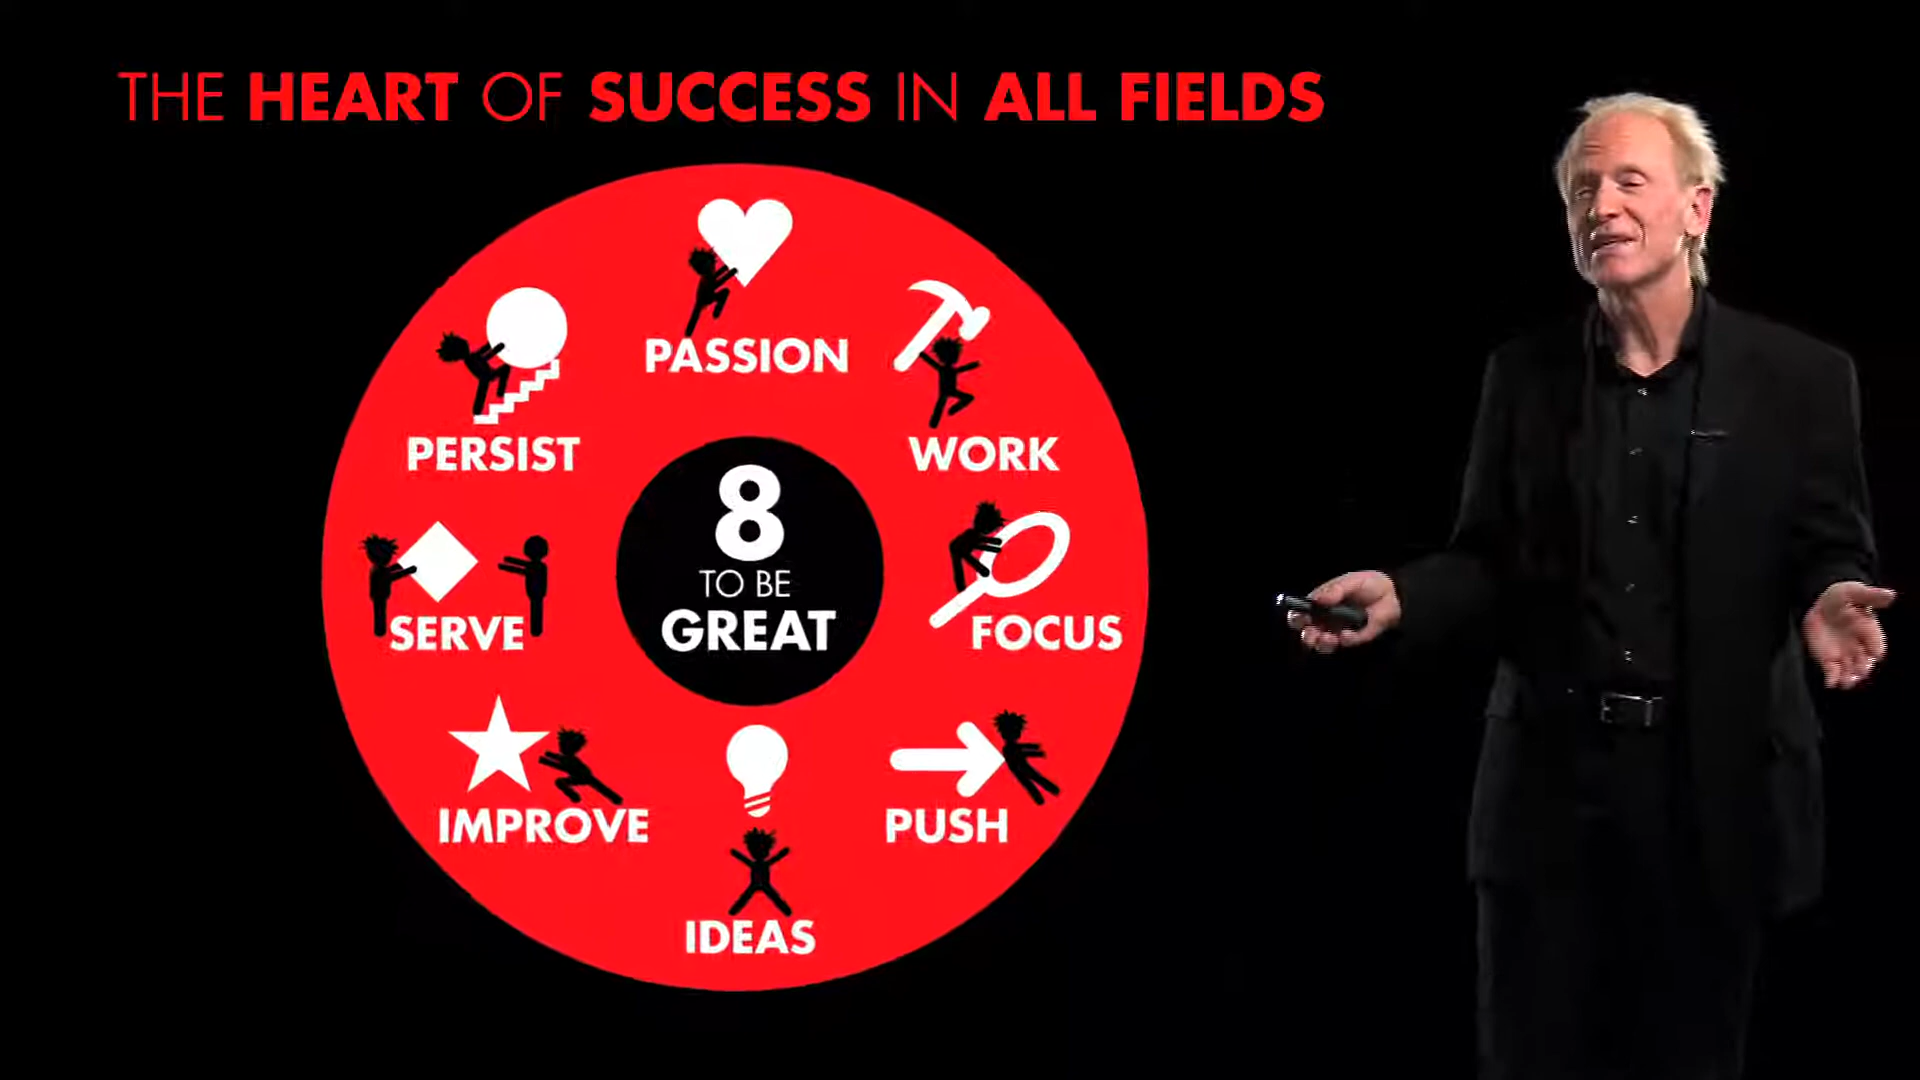 THE HEART OF SUCCESS IN ALL FIELDS
PASSION
WORK
FOCUS
PUSH
IDEAS
IMPROVE
SERVE
PERSIST
8
TO BE
GREAT